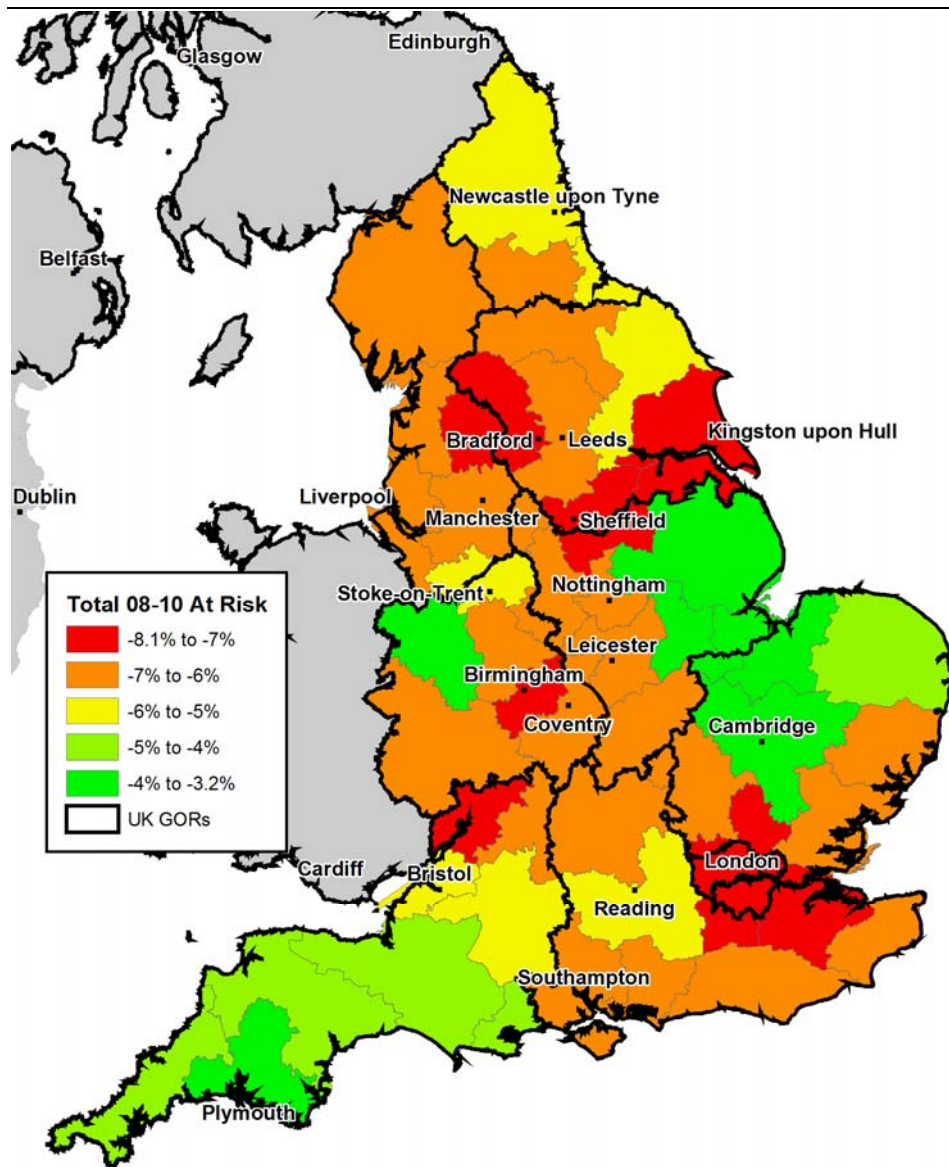 Edinburgh
Glasgow
Newcastle upon Tyne
Belfast
Bradford
Leeds
Kingston upon Hull
Dublin
Liverpool
Manchester
Sheffield
Stoke-on-Trent
Nottingham
Leicester
Birmingham
Coventry
Cambridge
Total 08-10 At Risk
-8.1% to -7%
-7% to -6%
-6% to -5%
-5% to -4%
-4% to -3.2%
UK GORs
Cardiff
Bristol
London
Reading
Southampton
Plymouth